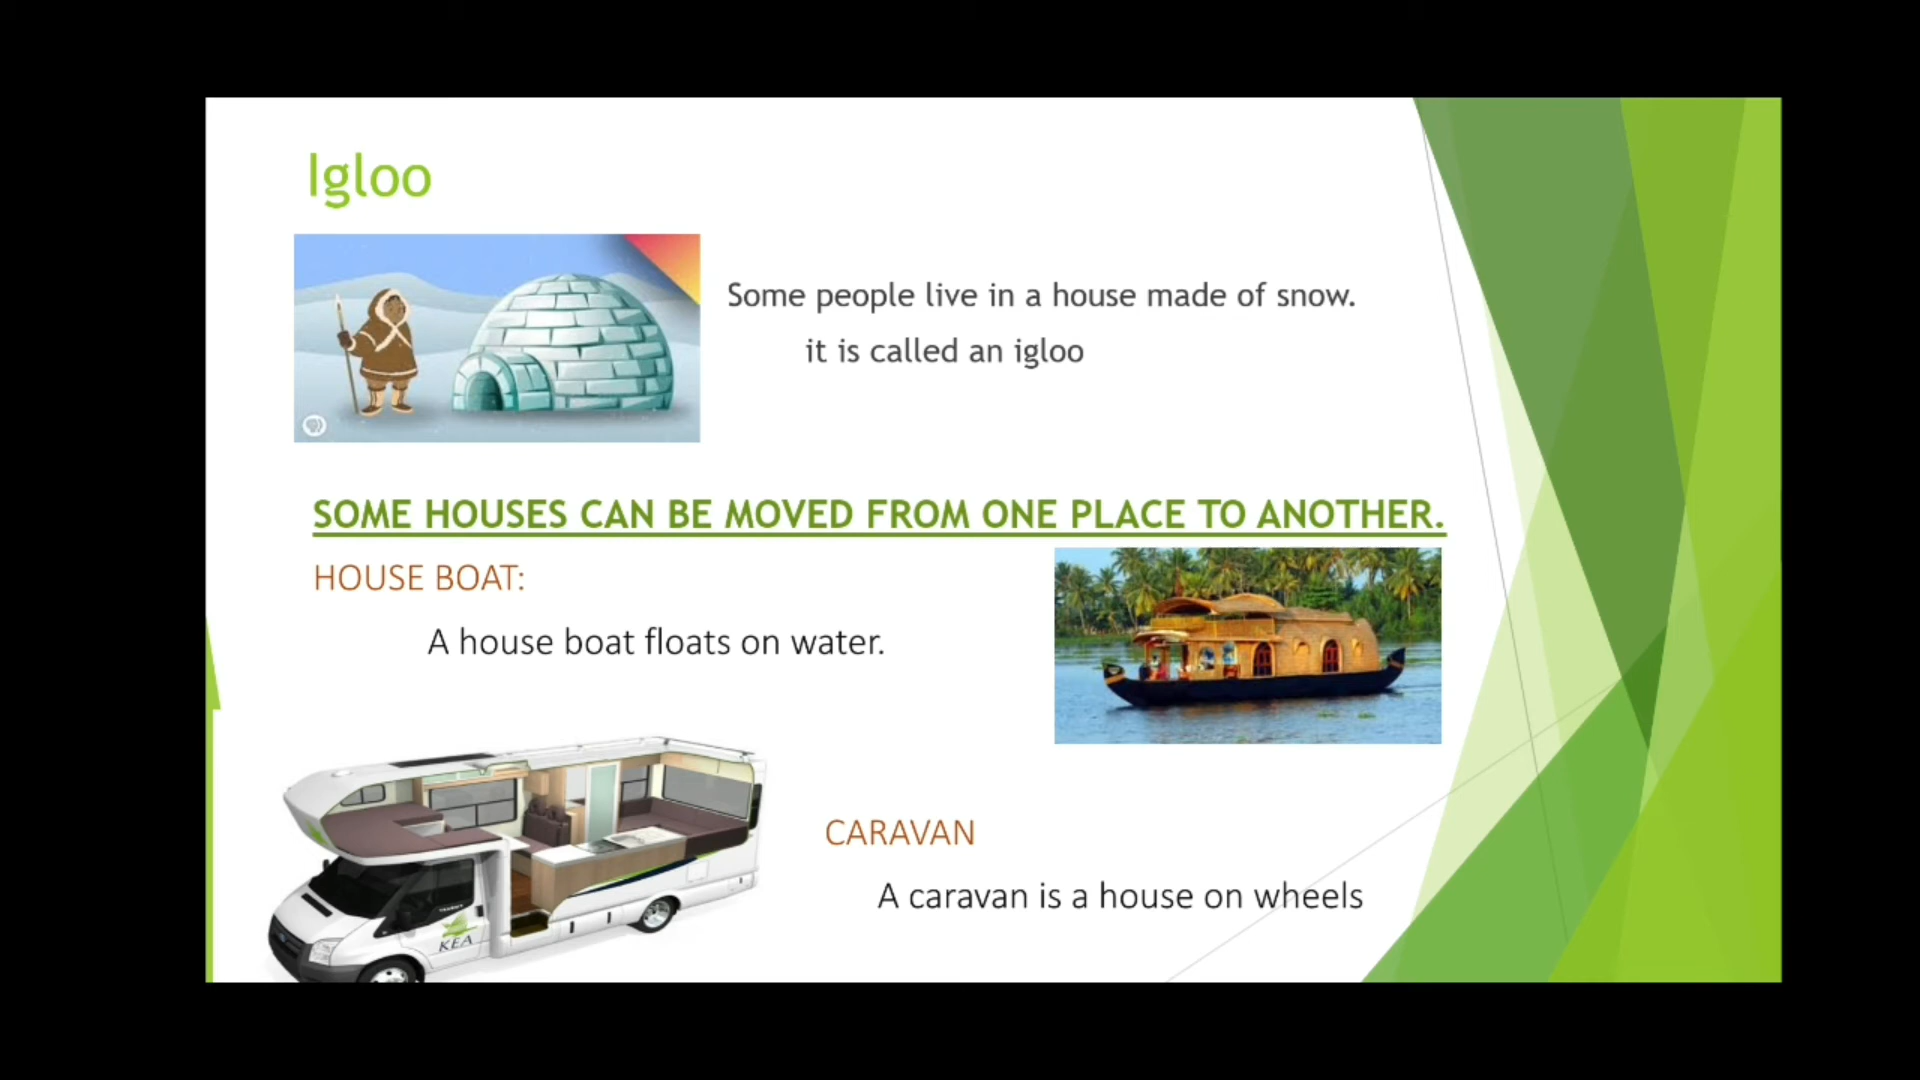 Igloo
Some people live in a house made of snow.
it is called an igloo
SOME HOUSES CAN BE MOVED FROM ONE PLACE TO ANOTHER.
HOUSE BOAT:
A house boat floats on water.
CARAVAN
A caravan is a house on wheels
KEA